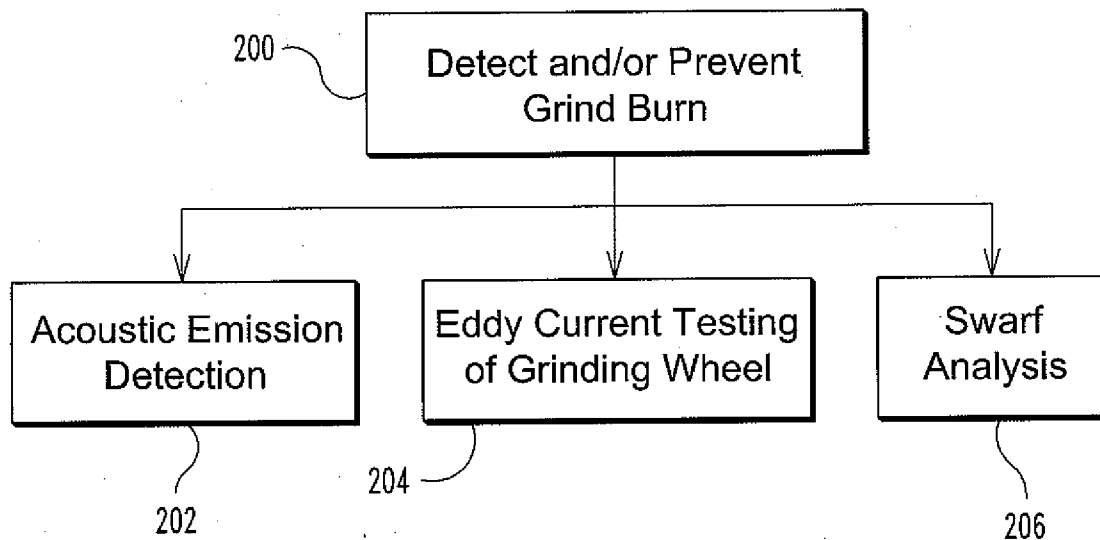 200
Detect and/or Prevent
Grind Burn
Acoustic Emission
Detection
Eddy Current Testing
of Grinding Wheel
Swarf
Analysis
202
204
206